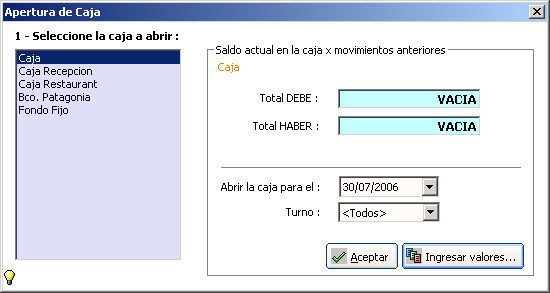 Apertura de Caja
1 - Seleccione la caja a abrir :
Caja
Caja Recepcion
Caja Restaurant
Bco. Patagonia
Fondo Fijo
Saldo actual en la caja x movimientos anteriores
Caja
Total DEBE : VACIA
Total HABER : VACIA
Abrir la caja para el : 30/07/2006
Turno : <Todos>
Aceptar Ingresar valores...